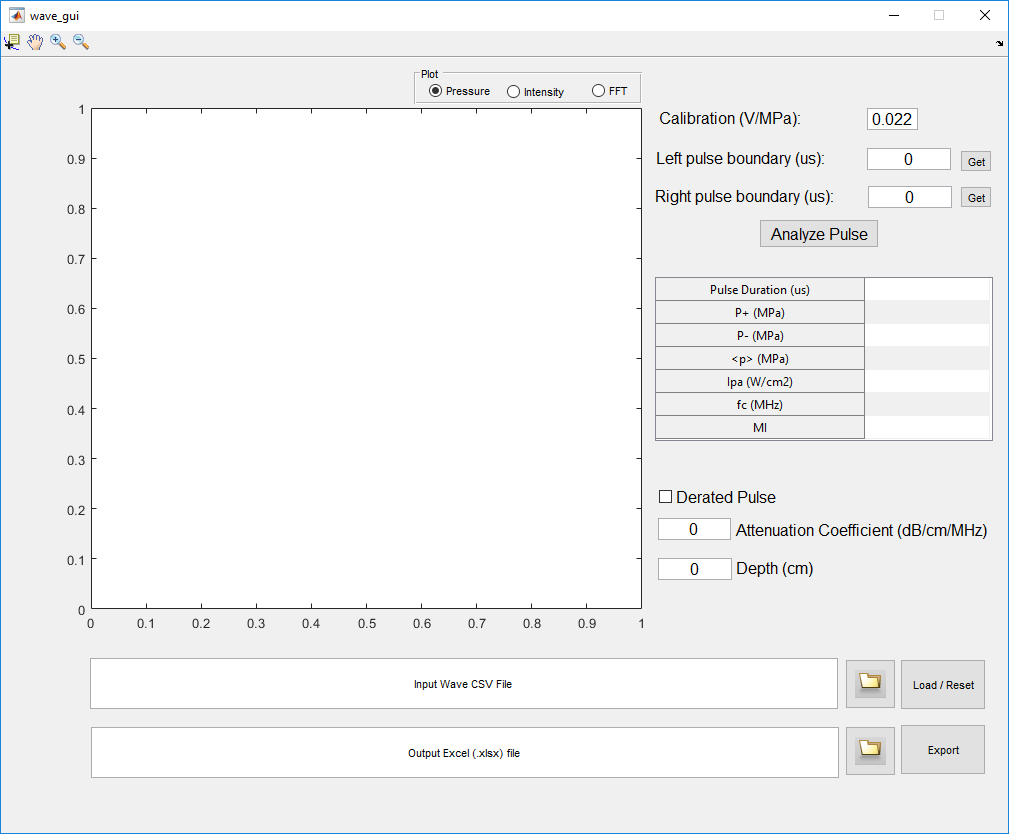 wave_gui
Plot
Pressure Intensity FFT
Calibration (V/MPa): 0.022
Left pulse boundary (us): 0 Get
Right pulse boundary (us): 0 Get
Analyze Pulse
Pulse Duration (us)
P+ (MPa)
P- (MPa)
<p> (MPa)
Ipa (W/cm2)
fc (MHz)
MI
Derated Pulse
0 Attenuation Coefficient (dB/cm/MHz)
0 Depth (cm)
1
0.9
0.8
0.7
0.6
0.5
0.4
0.3
0.2
0.1
0
0 0.1 0.2 0.3 0.4 0.5 0.6 0.7 0.8 0.9 1
Input Wave CSV File
Load / Reset
Output Excel (.xlsx) file
Export